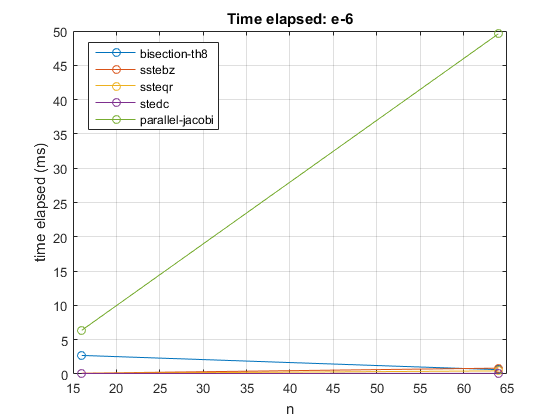 Time elapsed: e-6
50
45
40
35
30
25
20
15
10
5
0
time elapsed (ms)
bisection-th8
sstebz
ssteqr
stedc
parallel-jacobi
15 20 25 30 35 40 45 50 55 60 65
n